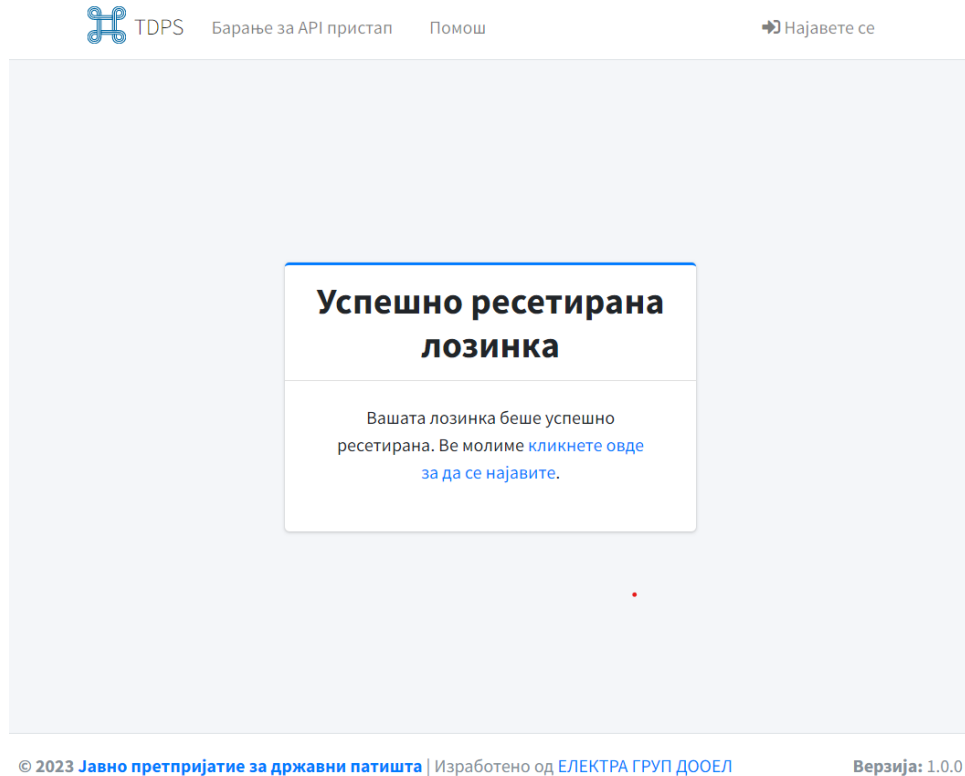 TDPS Барање за API пристап Помош Најавете се
Успешно ресетирана
лозинка
Вашата лозинка беше успешно
ресетирана. Ве молиме кликнете овде
за да се најавите.
© 2023 Јавно претпријатие за државни патишта | Изработено од ЕЛЕКТРА ГРУП ДООЕЛ Верзија: 1.0.0